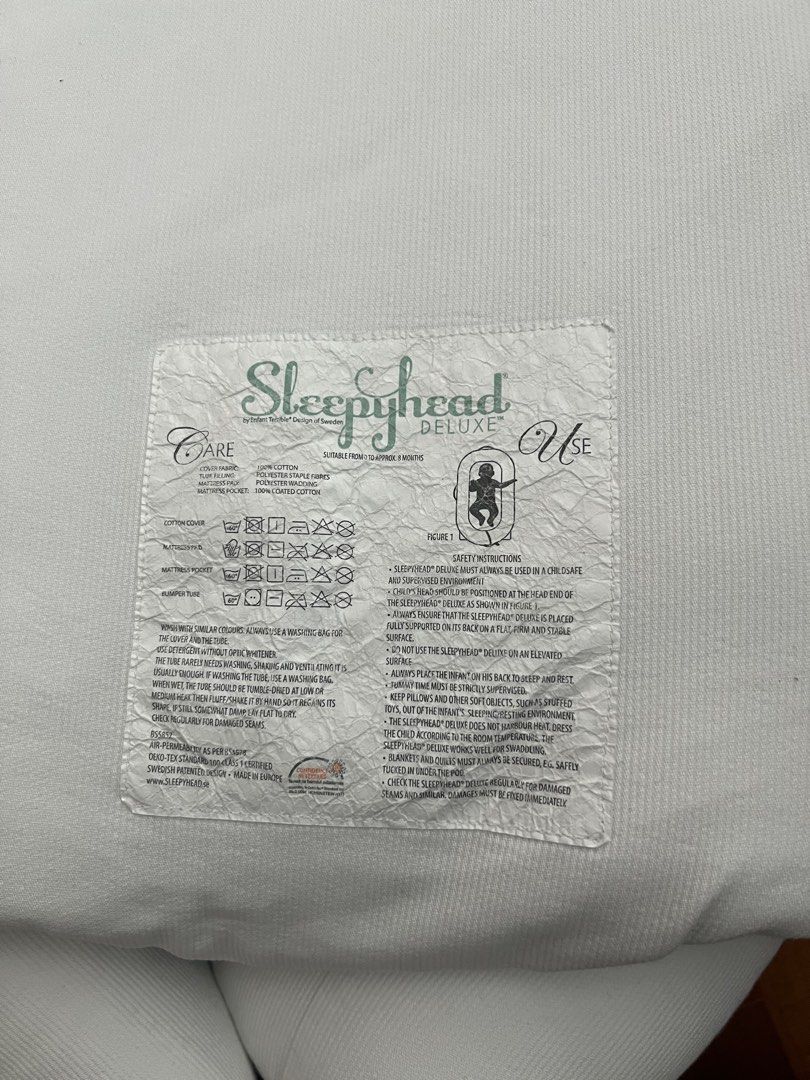 Sleepyhead®
by Enfant Terrible® Design of Sweden
DELUXE™
CARE
USE
SUITABLE FROM 0 TO APPROX. 8 MONTHS
COVER FABRIC: 100% COTTON
TUBE FILLING: POLYESTER STAPLE FIBRES
MATTRESS PAD: POLYESTER WADDING
MATTRESS POCKET: 100% COATED COTTON
COTTON COVER
MATTRESS PAD
MATTRESS POCKET
BUMPER TUBE
WASH WITH SIMILAR COLOURS. ALWAYS USE A WASHING BAG FOR
THE COVER AND THE TUBE.
USE DETERGENT WITHOUT OPTIC WHITENER.
THE TUBE RARELY NEEDS WASHING, SHAKING AND VENTILATING IT IS
USUALLY ENOUGH. IF WASHING THE TUBE, USE A WASHING BAG.
WHEN WET, THE TUBE SHOULD BE TUMBLE-DRIED AT LOW OR
MEDIUM HEAT THEN FLUFF/SHAKE IT BY HAND SO IT REGAINS ITS
SHAPE. IF STILL SOMEWHAT DAMP LAY FLAT TO DRY.
CHECK REGULARLY FOR DAMAGED SEAMS.
BS5852
AIR-PERMEABILITY AS PER BS4578
OEKO-TEX STANDARD 100 CLASS 1 CERTIFIED
SWEDISH PATENTED DESIGN • MADE IN EUROPE
WWW.SLEEPYHEAD.SE
CONFIDENCE
IN TEXTILES
FIGURE 1
SAFETY INSTRUCTIONS
• SLEEPYHEAD® DELUXE MUST ALWAYS BE USED IN A CHILDSAFE
AND SUPERVISED ENVIRONMENT
• CHILD'S HEAD SHOULD BE POSITIONED AT THE HEAD END OF
THE SLEEPYHEAD® DELUXE AS SHOWN IN FIGURE 1.
• ALWAYS ENSURE THAT THE SLEEPYHEAD® DELUXE IS PLACED
FULLY SUPPORTED ON ITS BACK ON A FLAT, FIRM AND STABLE
SURFACE.
• DO NOT USE THE SLEEPYHEAD® DELUXE ON AN ELEVATED
SURFACE
• ALWAYS PLACE THE INFANT ON HIS BACK TO SLEEP AND REST.
• TUMMY TIME MUST BE STRICTLY SUPERVISED.
• KEEP PILLOWS AND OTHER SOFT OBJECTS, SUCH AS STUFFED
TOYS, OUT OF THE INFANT'S SLEEPING/RESTING ENVIRONMENT.
• THE SLEEPYHEAD® DELUXE DOES NOT HARBOUR HEAT. DRESS
THE CHILD ACCORDING TO THE ROOM TEMPERATURE. THE
SLEEPYHEAD® DELUXE WORKS WELL FOR SWADDLING.
• BLANKETS AND QUILTS MUST ALWAYS BE SECURED, E.G. SAFELY
TUCKED IN UNDER THE POD.
• CHECK THE SLEEPYHEAD® DELUXE REGULARLY FOR DAMAGED
SEAMS AND SIMILAR. DAMAGES MUST BE FIXED IMMEDIATELY